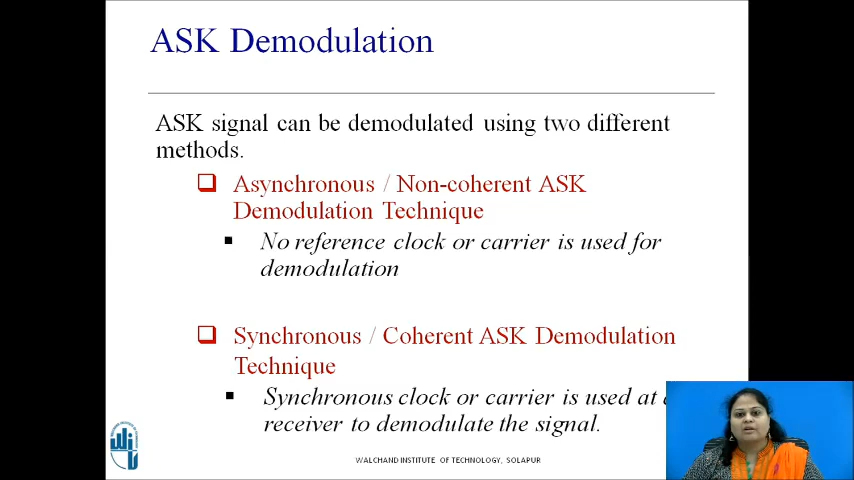 ASK Demodulation
ASK signal can be demodulated using two different
methods.
Asynchronous / Non-coherent ASK
Demodulation Technique
No reference clock or carrier is used for
demodulation
Synchronous / Coherent ASK Demodulation
Technique
Synchronous clock or carrier is used at
receiver to demodulate the signal.
WALCHAND INSTITUTE OF TECHNOLOGY, SOLAPUR